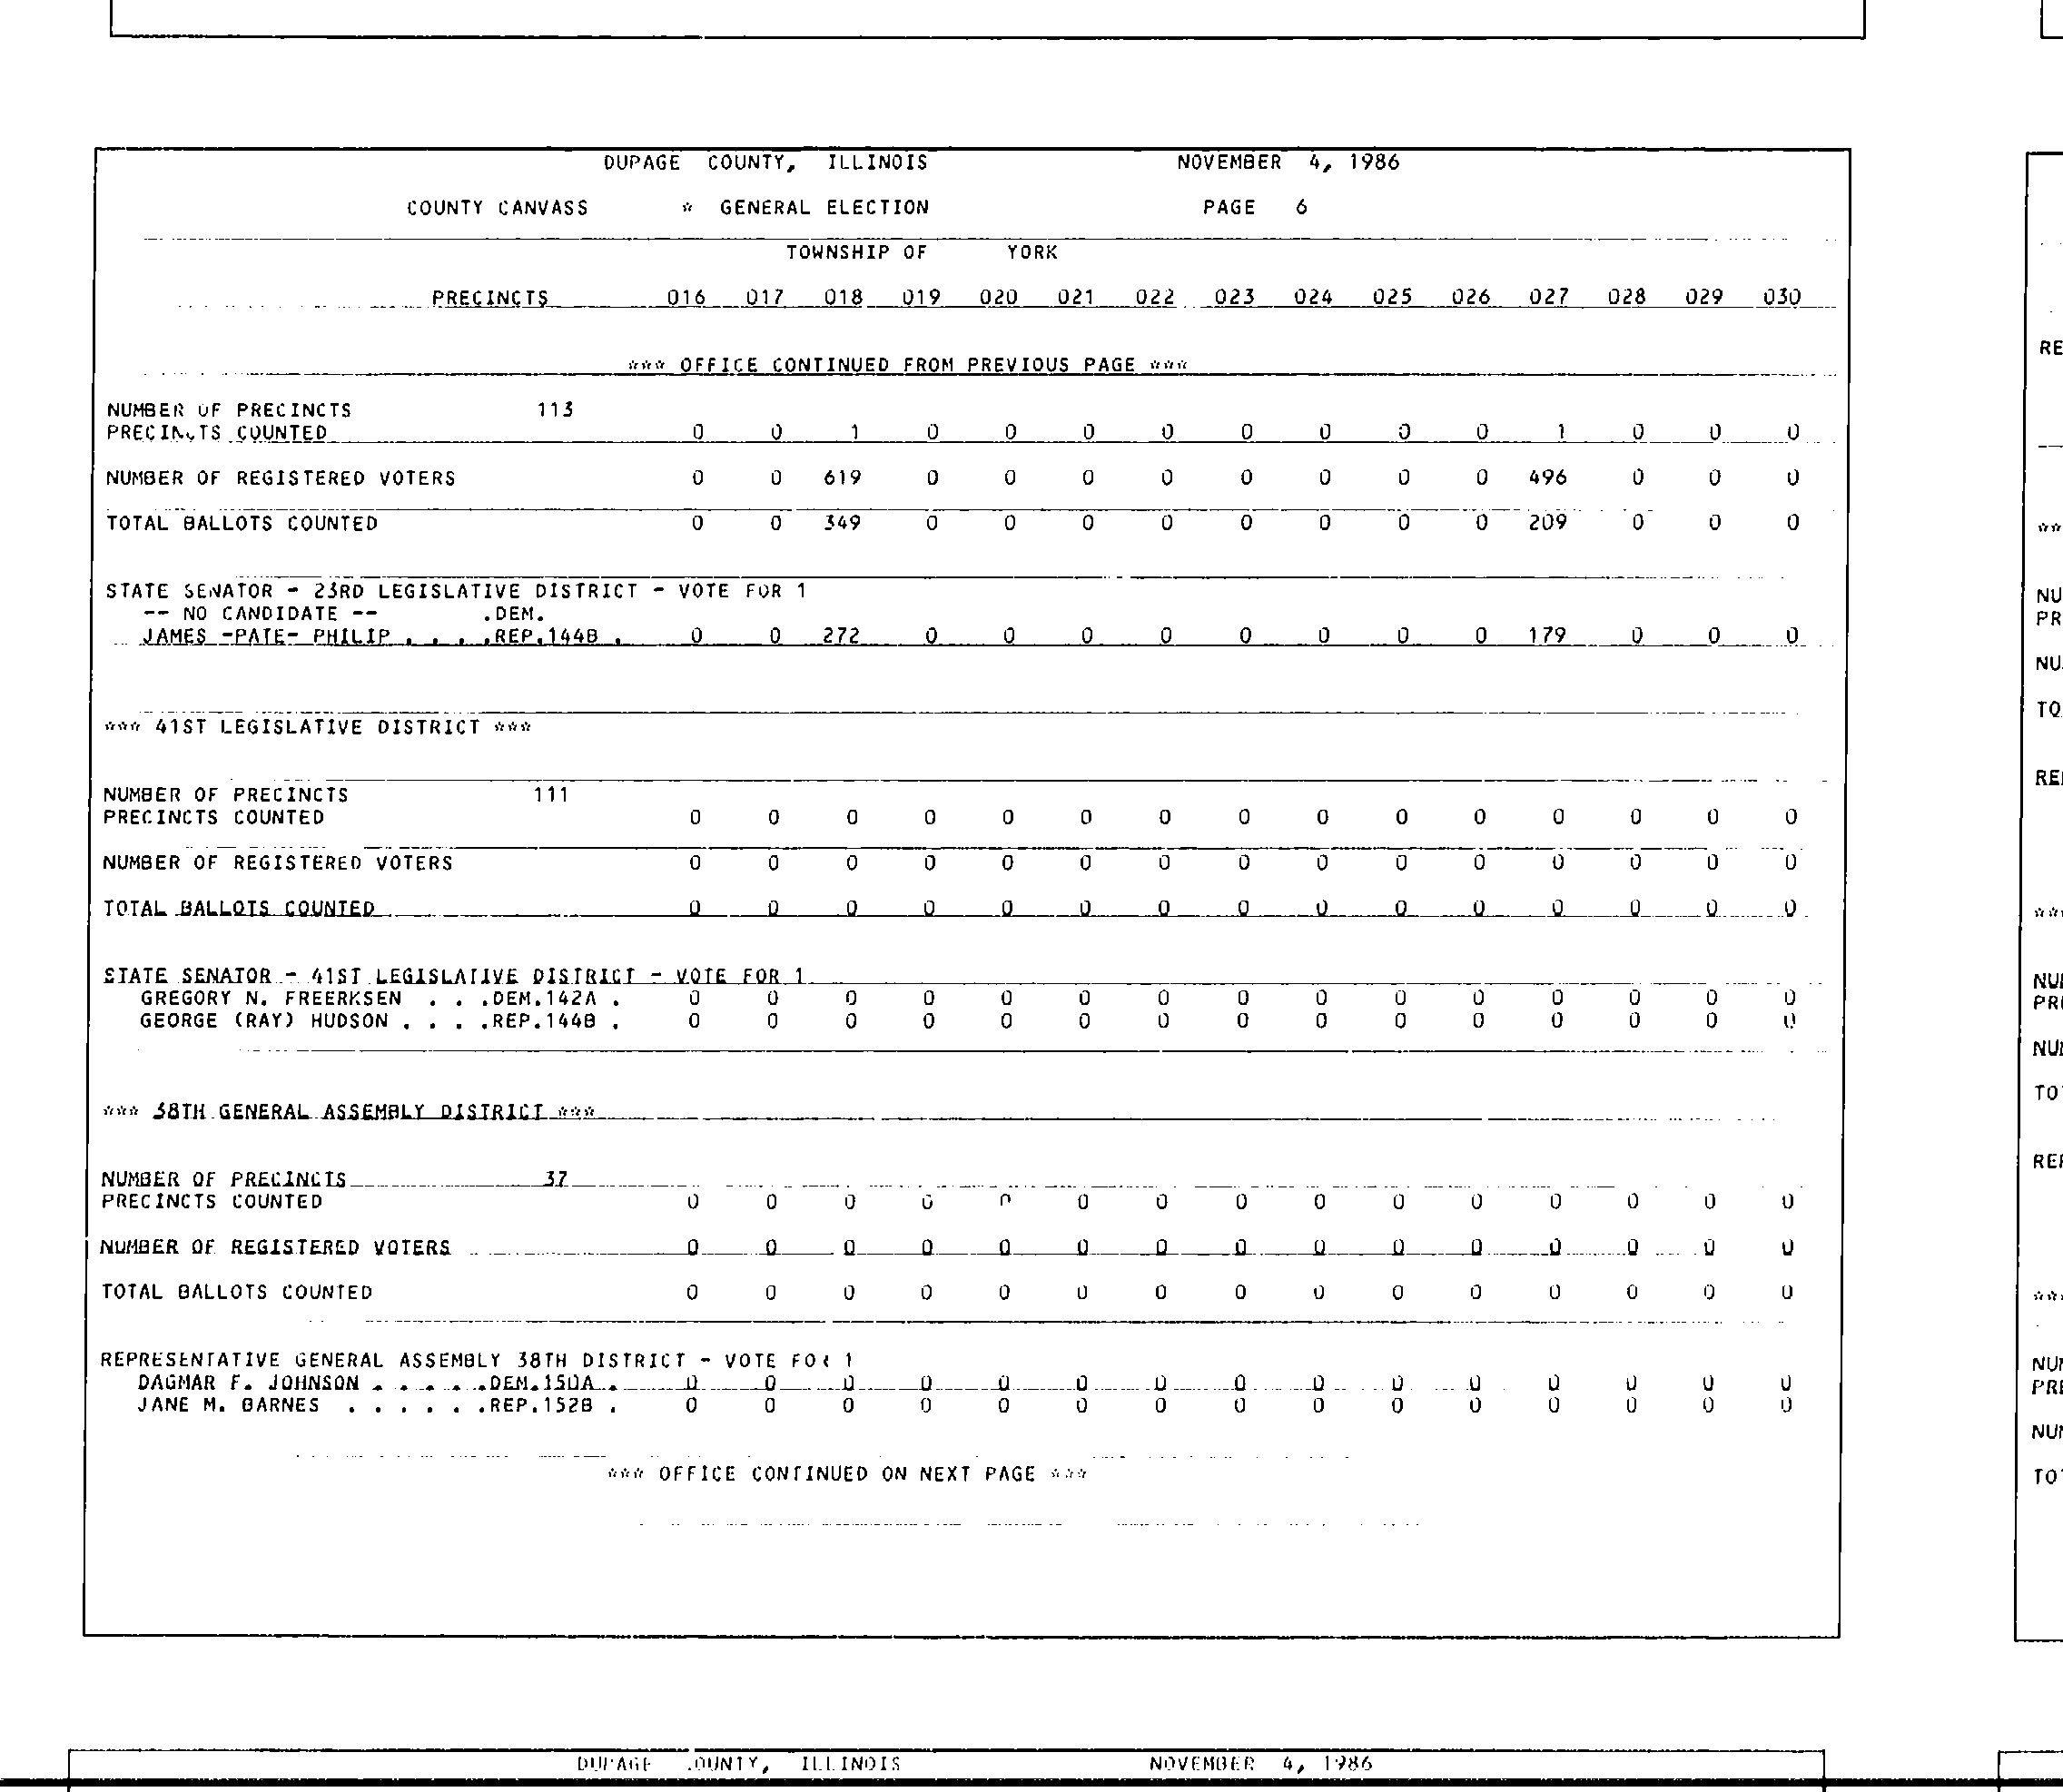 DUPAGE COUNTY, ILLINOIS NOVEMBER 4, 1986
COUNTY CANVASS * GENERAL ELECTION PAGE 6
TOWNSHIP OF YORK
PRECINCTS 016 017 018 019 020 021 022 023 024 025 026 027 028 029 030
*** OFFICE CONTINUED FROM PREVIOUS PAGE ***
NUMBER OF PRECINCTS 113
PRECINCTS COUNTED 0 0 1 0 0 0 0 0 0 0 0 1 0 0 0
NUMBER OF REGISTERED VOTERS 0 0 619 0 0 0 0 0 0 0 0 496 0 0 0
TOTAL BALLOTS COUNTED 0 0 349 0 0 0 0 0 0 0 0 209 0 0 0
STATE SENATOR - 23RD LEGISLATIVE DISTRICT - VOTE FOR 1
-- NO CANDIDATE -- .DEM.
JAMES -PATE- PHILIP . . . .REP.144B . 0 0 272 0 0 0 0 0 0 0 0 179 0 0 0
*** 41ST LEGISLATIVE DISTRICT ***
NUMBER OF PRECINCTS 111
PRECINCTS COUNTED 0 0 0 0 0 0 0 0 0 0 0 0 0 0 0
NUMBER OF REGISTERED VOTERS 0 0 0 0 0 0 0 0 0 0 0 0 0 0 0
TOTAL BALLOTS COUNTED 0 0 0 0 0 0 0 0 0 0 0 0 0 0 0
STATE SENATOR - 41ST LEGISLATIVE DISTRICT - VOTE FOR 1
GREGORY N. FREERKSEN . . .DEM.142A . 0 0 0 0 0 0 0 0 0 0 0 0 0 0 0
GEORGE (RAY) HUDSON . . . .REP.144B . 0 0 0 0 0 0 0 0 0 0 0 0 0 0 0
*** 38TH GENERAL ASSEMBLY DISTRICT ***
NUMBER OF PRECINCTS 37
PRECINCTS COUNTED 0 0 0 0 0 0 0 0 0 0 0 0 0 0 0
NUMBER OF REGISTERED VOTERS 0 0 0 0 0 0 0 0 0 0 0 0 0 0 0
TOTAL BALLOTS COUNTED 0 0 0 0 0 0 0 0 0 0 0 0 0 0 0
REPRESENTATIVE GENERAL ASSEMBLY 38TH DISTRICT - VOTE FOR 1
DAGMAR F. JOHNSON . . . . .DEM.150A . 0 0 0 0 0 0 0 0 0 0 0 0 0 0 0
JANE M. BARNES . . . . . .REP.152B . 0 0 0 0 0 0 0 0 0 0 0 0 0 0 0
*** OFFICE CONTINUED ON NEXT PAGE ***
DUPAGE COUNTY, ILLINOIS NOVEMBER 4, 1986